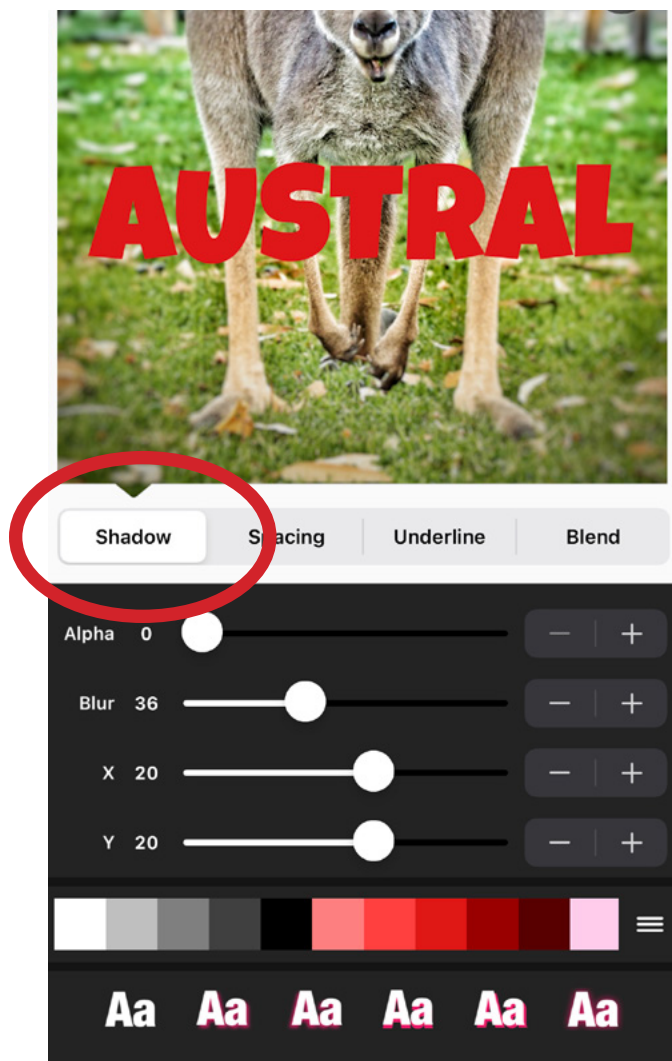 AUSTRAL
Shadow Spacing Underline Blend
Alpha 0 − +
Blur 36 − +
X 20 − +
Y 20 − +
Aa Aa Aa Aa Aa Aa